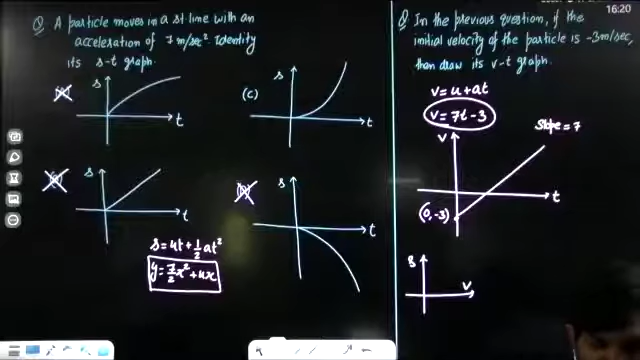 16:20
Q. A particle moves in a st line with an
acceleration of 7 m/sec². Identity
its s-t graph.
s
t
(C)
s
t
s
t
s
t
s = ut + 1/2 at²
y = 7/2 x² + ux
Q. In the previous question, if the
initial velocity of the particle is -3m/sec,
then draw its v-t graph.
v = u + at
v = 7t - 3
v
Slope = 7
t
(0, -3)
s
v